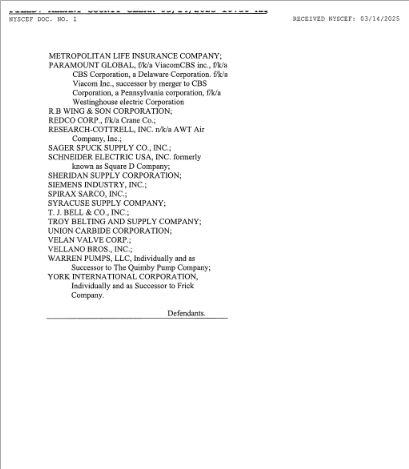 NYSCEF DOC. NO. 1
RECEIVED NYSCEF: 03/14/2025
METROPOLITAN LIFE INSURANCE COMPANY;
PARAMOUNT GLOBAL, f/k/a ViacomCBS inc., f/k/a
CBS Corporation, a Delaware Corporation. f/k/a
Viacom Inc., successor by merger to CBS
Corporation, a Pennsylvania corporation, f/k/a
Westinghouse electric Corporation
R.B WING & SON CORPORATION;
REDCO CORP., f/k/a Crane Co.;
RESEARCH-COTTRELL, INC. n/k/a AWT Air
Company, Inc.;
SAGER SPUCK SUPPLY CO., INC.;
SCHNEIDER ELECTRIC USA, INC. formerly
known as Square D Company;
SHERIDAN SUPPLY CORPORATION;
SIEMENS INDUSTRY, INC.;
SPIRAX SARCO, INC.;
SYRACUSE SUPPLY COMPANY;
T. J. BELL & CO., INC.;
TROY BELTING AND SUPPLY COMPANY;
UNION CARBIDE CORPORATION;
VELAN VALVE CORP.;
VELLANO BROS., INC.;
WARREN PUMPS, LLC, Individually and as
Successor to The Quimby Pump Company;
YORK INTERNATIONAL CORPORATION,
Individually and as Successor to Frick
Company.
Defendants.